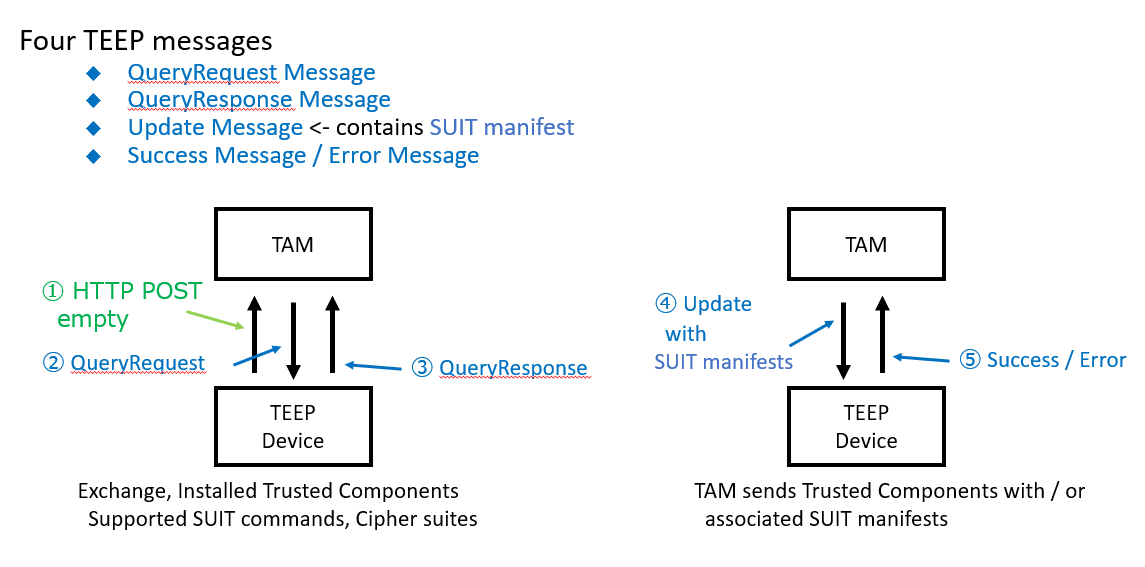 Four TEEP messages
◆ QueryRequest Message
◆ QueryResponse Message
◆ Update Message <- contains SUIT manifest
◆ Success Message / Error Message
TAM
① HTTP POST
empty
② QueryRequest
③ QueryResponse
TEEP
Device
Exchange, Installed Trusted Components
Supported SUIT commands, Cipher suites
TAM
④ Update
with
SUIT manifests
⑤ Success / Error
TEEP
Device
TAM sends Trusted Components with / or
associated SUIT manifests